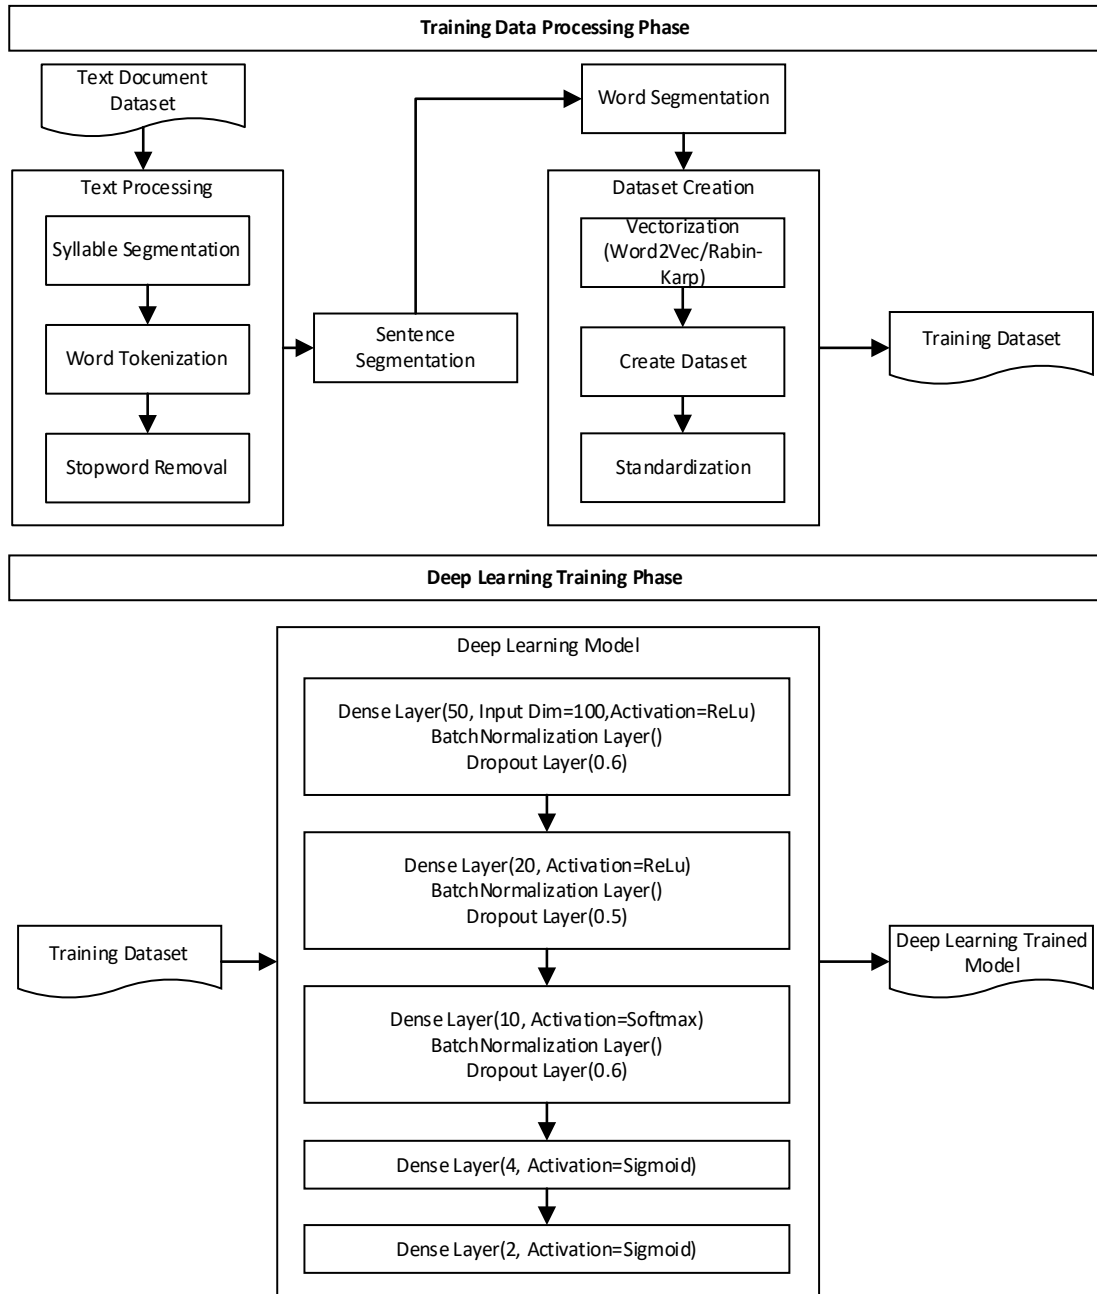 Training Data Processing Phase
Text Document
Dataset
Text Processing
Syllable Segmentation
Word Tokenization
Stopword Removal
Sentence
Segmentation
Word Segmentation
Dataset Creation
Vectorization
(Word2Vec/Rabin-
Karp)
Create Dataset
Standardization
Training Dataset
Deep Learning Training Phase
Training Dataset
Deep Learning Model
Dense Layer(50, Input Dim=100,Activation=ReLu)
BatchNormalization Layer()
Dropout Layer(0.6)
Dense Layer(20, Activation=ReLu)
BatchNormalization Layer()
Dropout Layer(0.5)
Dense Layer(10, Activation=Softmax)
BatchNormalization Layer()
Dropout Layer(0.6)
Dense Layer(4, Activation=Sigmoid)
Dense Layer(2, Activation=Sigmoid)
Deep Learning Trained
Model